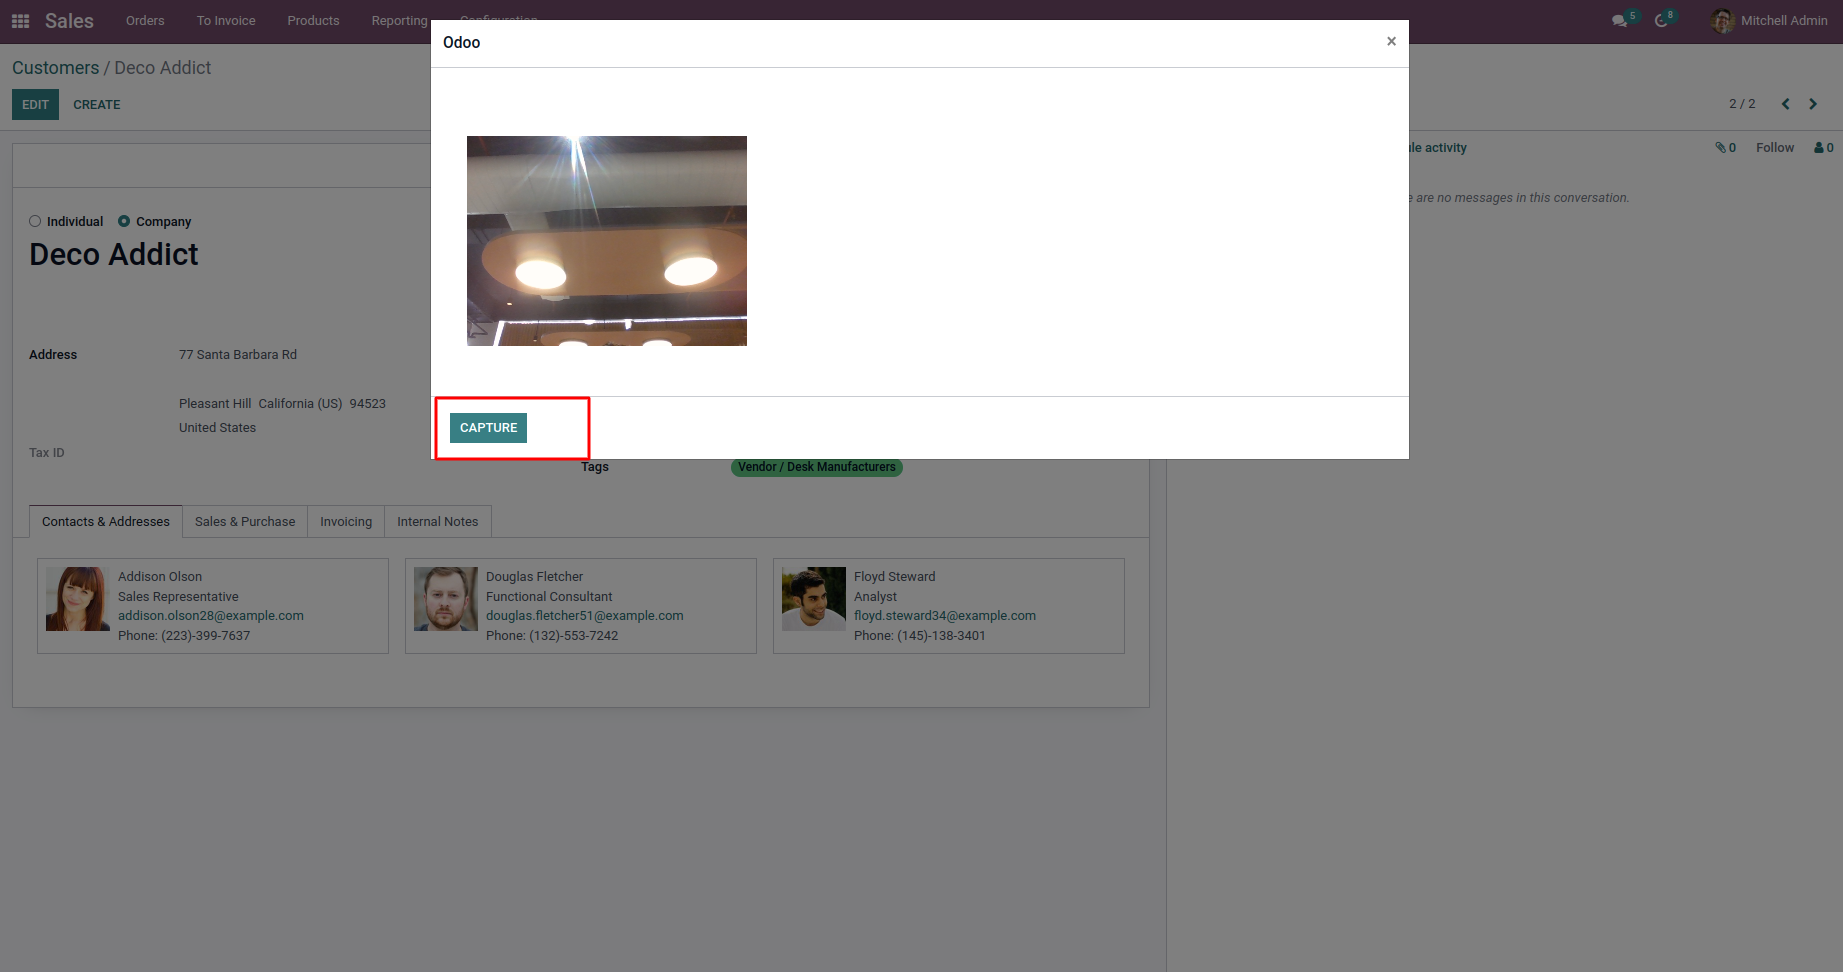 Sales Orders To Invoice Products Reporting Configuration 5 8 Mitchell Admin
Odoo ×
Customers / Deco Addict
EDIT CREATE 2 / 2
ule activity 0 Follow 0
e are no messages in this conversation.
Individual Company
Deco Addict
Address 77 Santa Barbara Rd
Pleasant Hill California (US) 94523
United States
CAPTURE
Tax ID
Tags Vendor / Desk Manufacturers
Contacts & Addresses Sales & Purchase Invoicing Internal Notes
Addison Olson
Sales Representative
addison.olson28@example.com
Phone: (223)-399-7637
Douglas Fletcher
Functional Consultant
douglas.fletcher51@example.com
Phone: (132)-553-7242
Floyd Steward
Analyst
floyd.steward34@example.com
Phone: (145)-138-3401